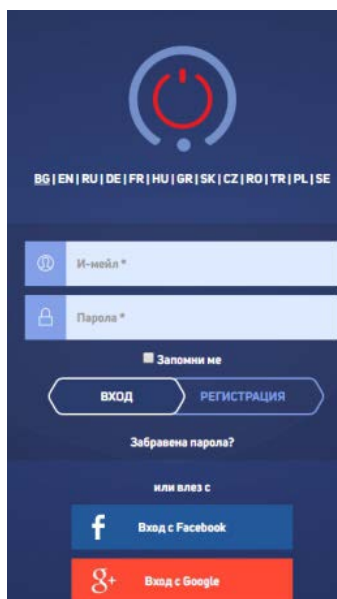 BG | EN | RU | DE | FR | HU | GR | SK | CZ | RO | TR | PL | SE
И-мейл *
Парола *
Запомни ме
ВХОД РЕГИСТРАЦИЯ
Забравена парола?
или влез с
f Вход с Facebook
g+ Вход с Google